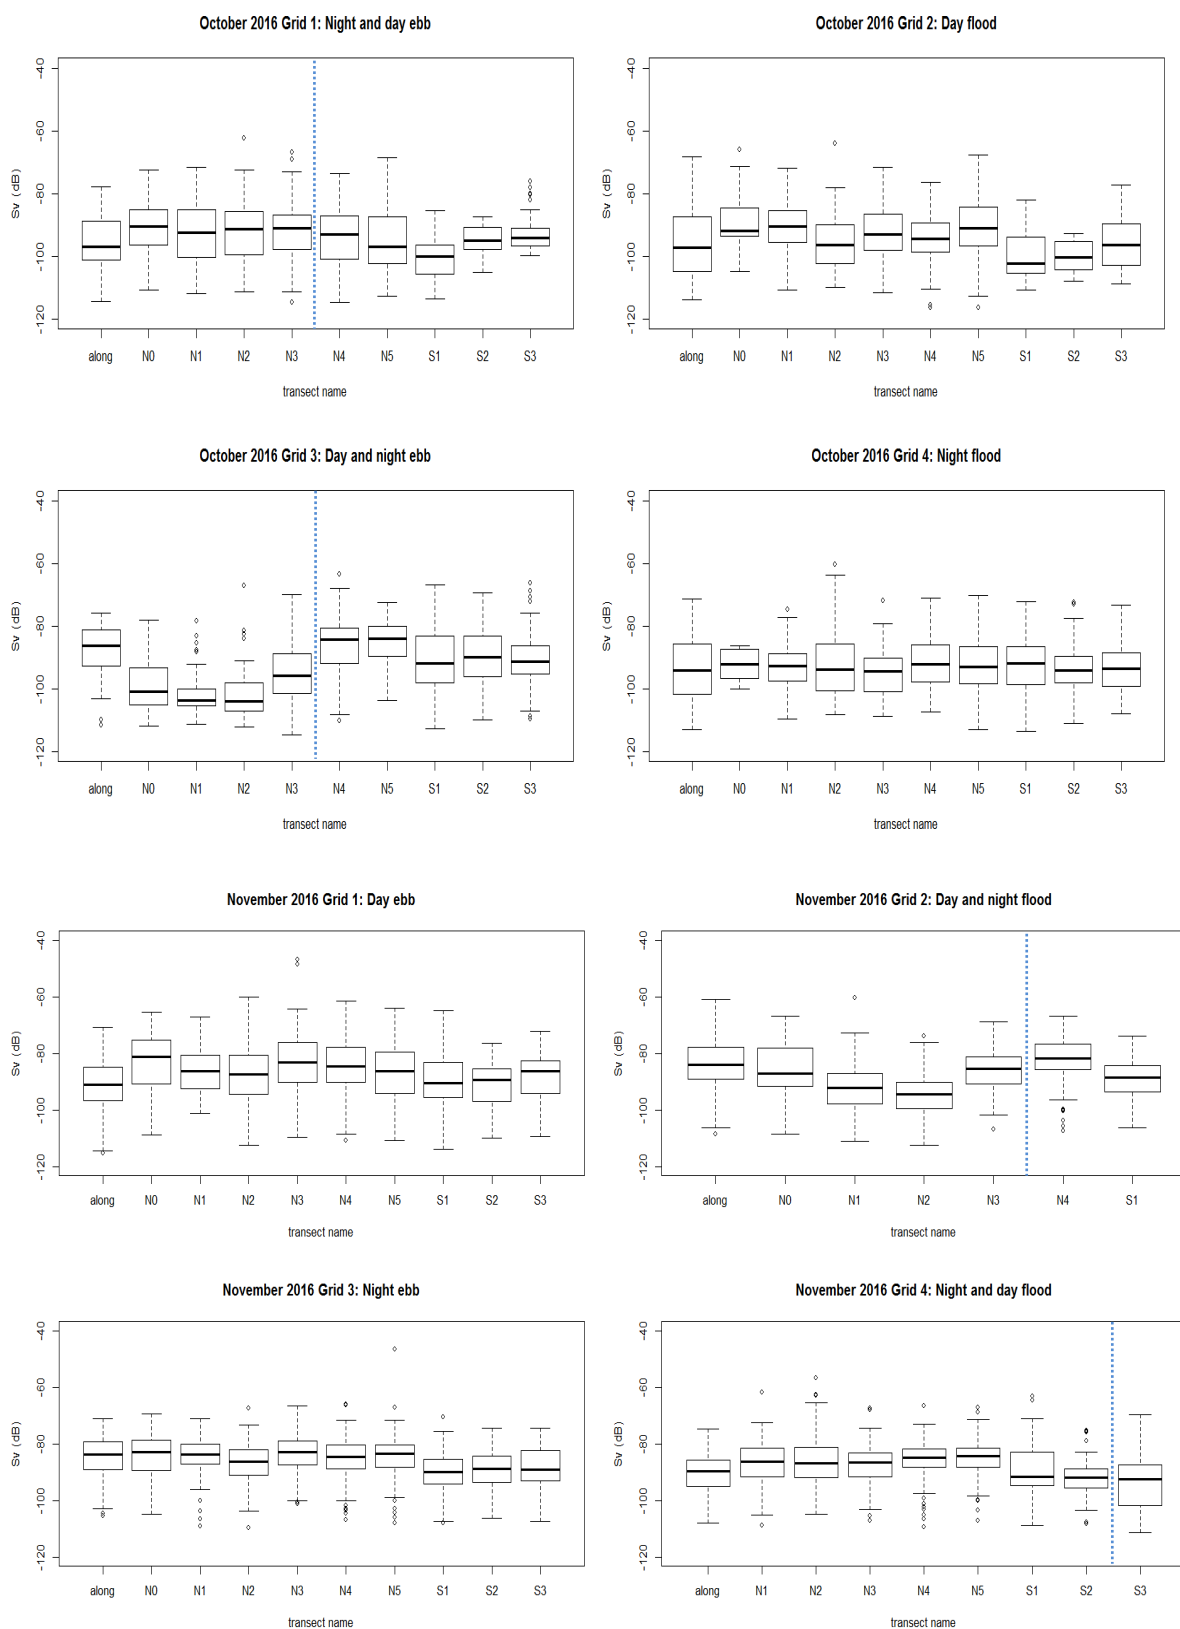 October 2016 Grid 1: Night and day ebb
Sv (dB)
-40
-60
-80
-100
-120
along N0 N1 N2 N3 N4 N5 S1 S2 S3
transect name
October 2016 Grid 2: Day flood
Sv (dB)
-40
-60
-80
-100
-120
along N0 N1 N2 N3 N4 N5 S1 S2 S3
transect name
October 2016 Grid 3: Day and night ebb
Sv (dB)
-40
-60
-80
-100
-120
along N0 N1 N2 N3 N4 N5 S1 S2 S3
transect name
October 2016 Grid 4: Night flood
Sv (dB)
-40
-60
-80
-100
-120
along N0 N1 N2 N3 N4 N5 S1 S2 S3
transect name
November 2016 Grid 1: Day ebb
Sv (dB)
-40
-60
-80
-100
-120
along N0 N1 N2 N3 N4 N5 S1 S2 S3
transect name
November 2016 Grid 2: Day and night flood
Sv (dB)
-40
-60
-80
-100
-120
along N0 N1 N2 N3 N4 S1
transect name
November 2016 Grid 3: Night ebb
Sv (dB)
-40
-60
-80
-100
-120
along N0 N1 N2 N3 N4 N5 S1 S2 S3
transect name
November 2016 Grid 4: Night and day flood
Sv (dB)
-40
-60
-80
-100
-120
along N1 N2 N3 N4 N5 S1 S2 S3
transect name